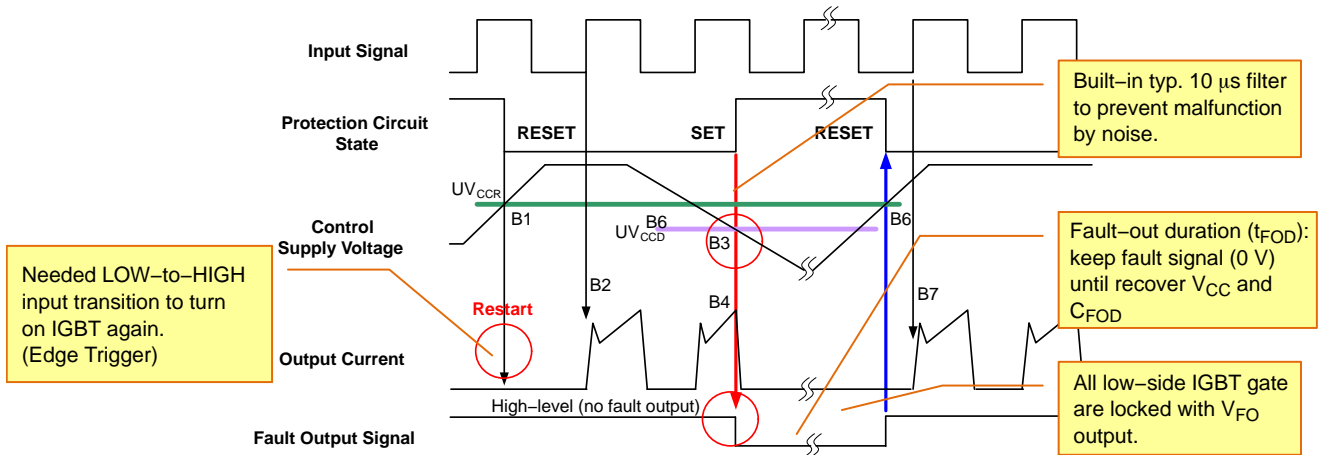 Input Signal
Built−in typ. 10 μs filter
to prevent malfunction
by noise.
Protection Circuit
State
RESET
SET
RESET
UVCCR
B1
B6
B6
UVCCD
B3
Control
Supply Voltage
Needed LOW−to−HIGH
input transition to turn
on IGBT again.
(Edge Trigger)
Fault−out duration (tFOD):
keep fault signal (0 V)
until recover VCC and
CFOD
Restart
B2
B4
B7
Output Current
High−level (no fault output)
Fault Output Signal
All low−side IGBT gate
are locked with VFO
output.